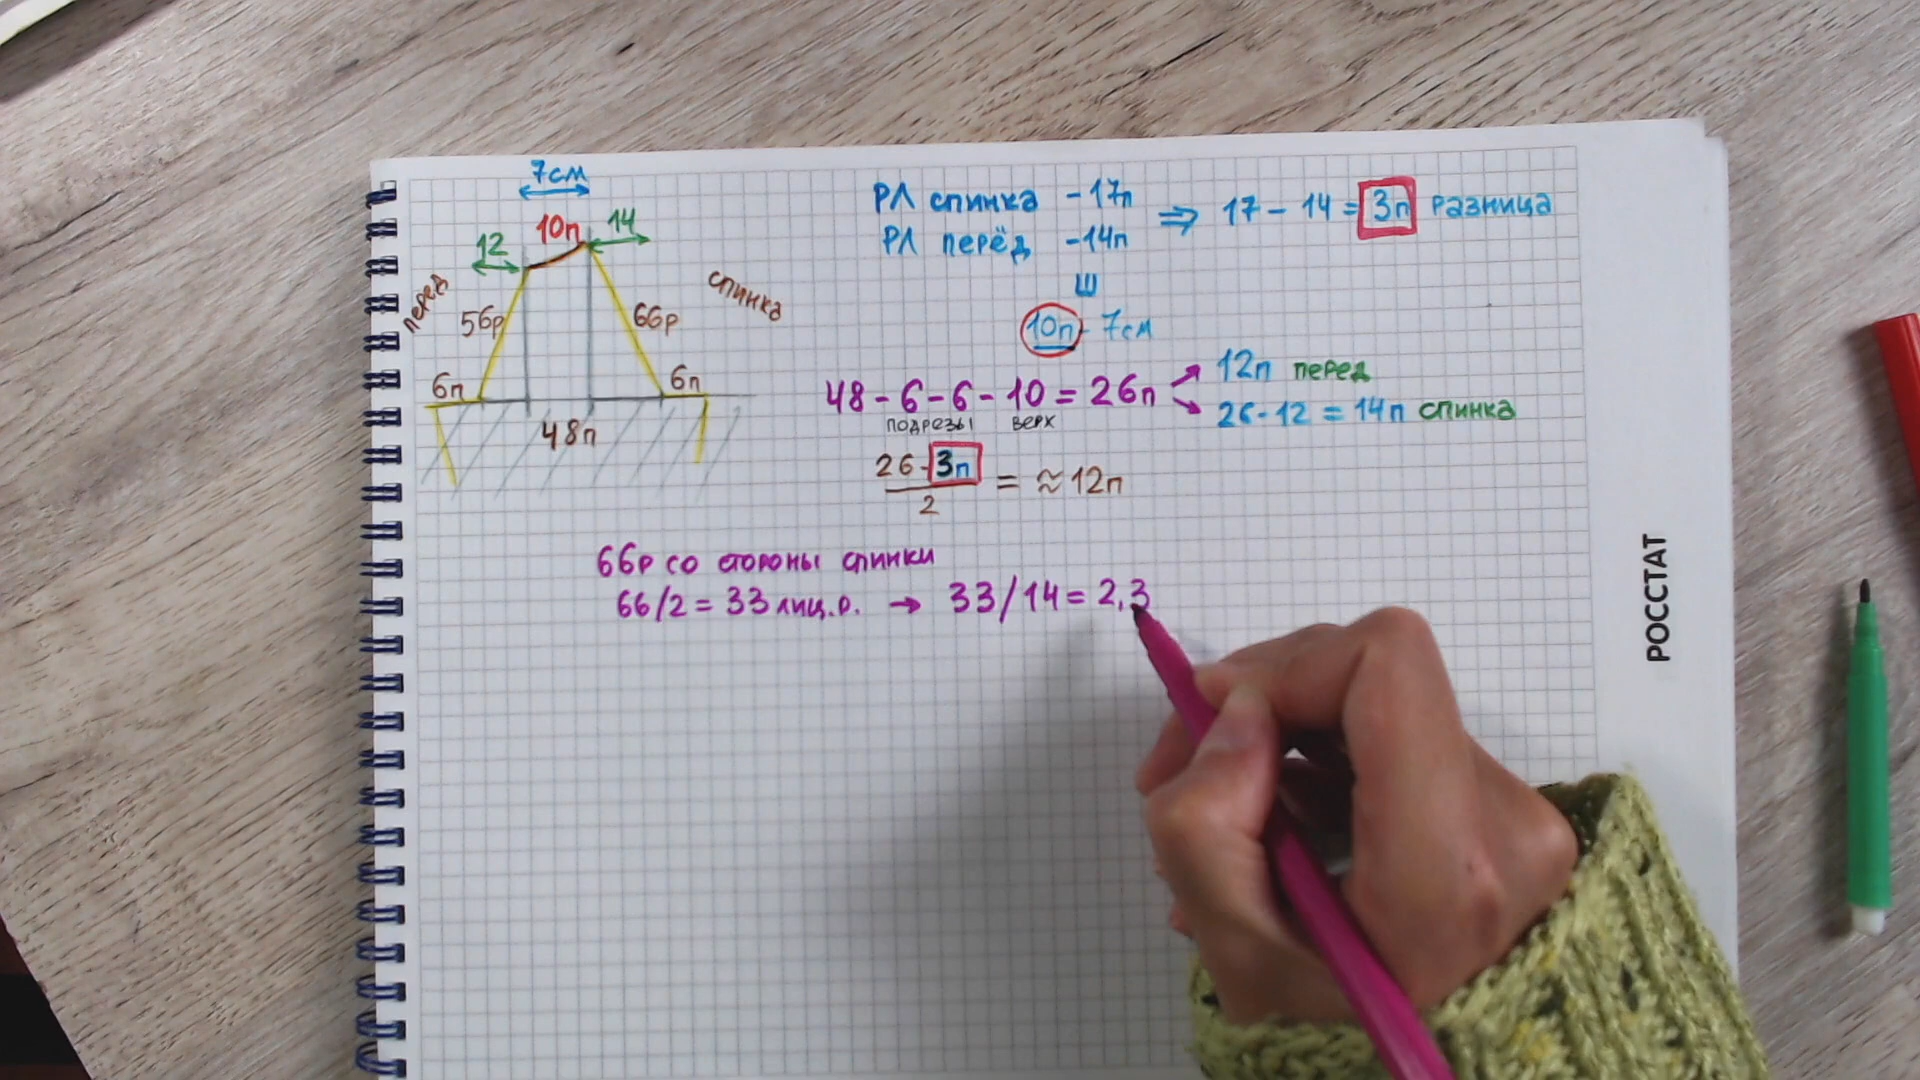 7см
12
10п
14
перед
спинка
56р
66р
6п
6п
48п
РЛ спинка - 17п
РЛ перёд - 14п
⇒ 17 - 14 = 3п разница
10п - 7см
48 - 6 - 6 - 10 = 26п
подрезы верх
12п перед
26 - 12 = 14п спинка
26 - 3п
2
= ≈ 12п
66р со стороны спинки
66/2 = 33 лиц.р. → 33/14 = 2,3
РОССТАТ